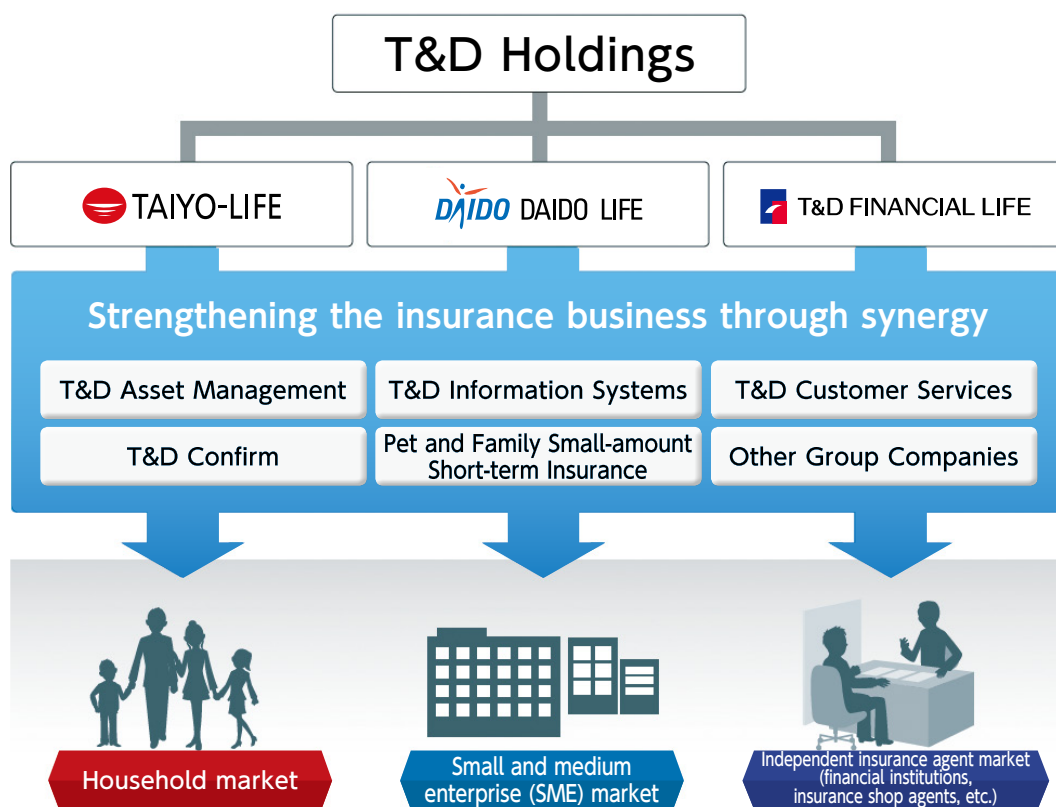 T&D Holdings
TAIYO-LIFE
DAIDO DAIDO LIFE
T&D FINANCIAL LIFE
Strengthening the insurance business through synergy
T&D Asset Management
T&D Information Systems
T&D Customer Services
T&D Confirm
Pet and Family Small-amount
Short-term Insurance
Other Group Companies
Household market
Small and medium
enterprise (SME) market
Independent insurance agent market
(financial institutions,
insurance shop agents, etc.)